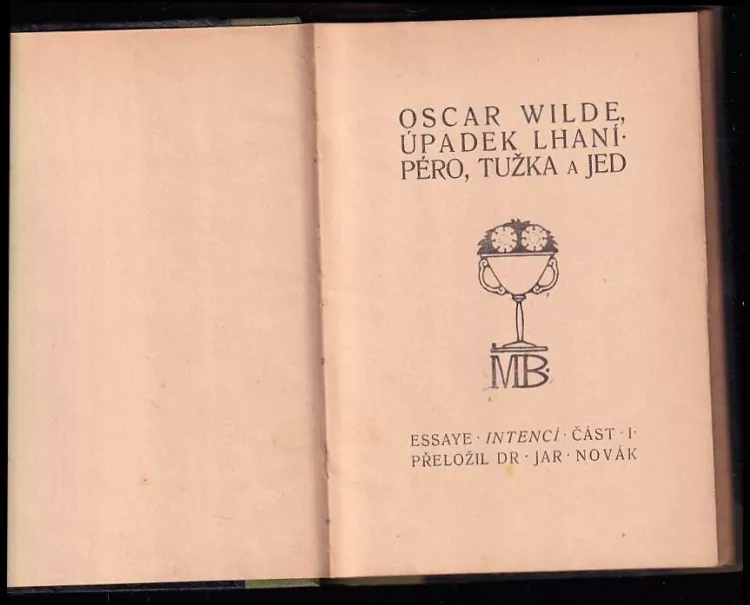 OSCAR WILDE,
ÚPADEK LHANÍ·
PÉRO, TUŽKA A JED
MB·
ESSAYE · INTENCÍ · ČÁST · I·
PŘELOŽIL DR · JAR · NOVÁK